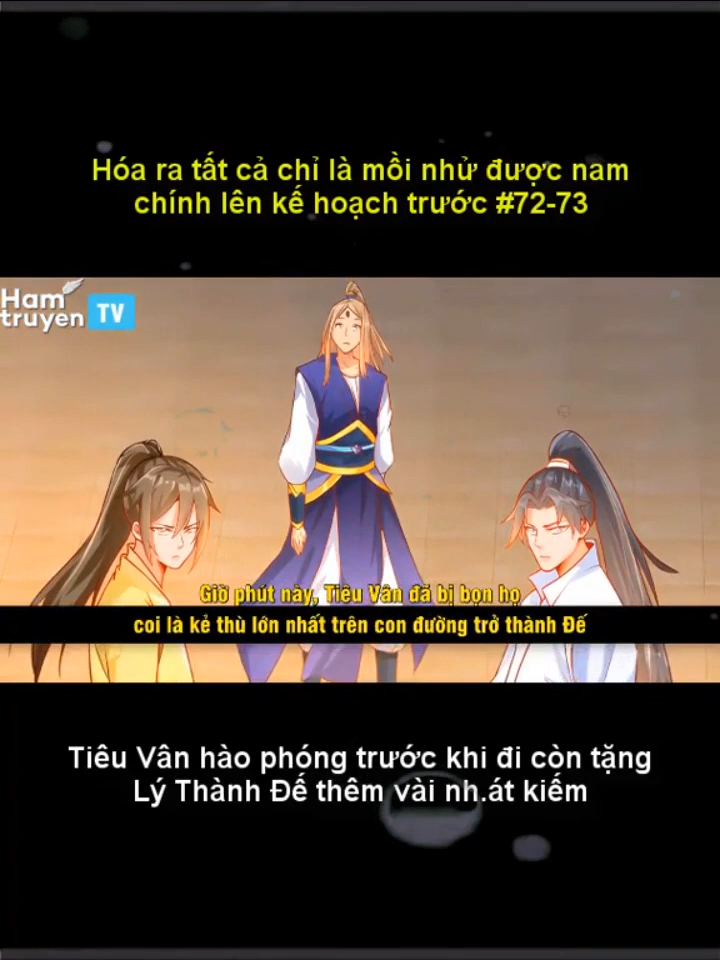 Hóa ra tất cả chỉ là mồi nhử được nam
chính lên kế hoạch trước #72-73
Ham
truyen TV
Giờ phút này, Tiêu Vân đã bị bọn họ
coi là kẻ thù lớn nhất trên con đường trở thành Đế
Tiêu Vân hào phóng trước khi đi còn tặng
Lý Thành Đế thêm vài nh.át kiếm